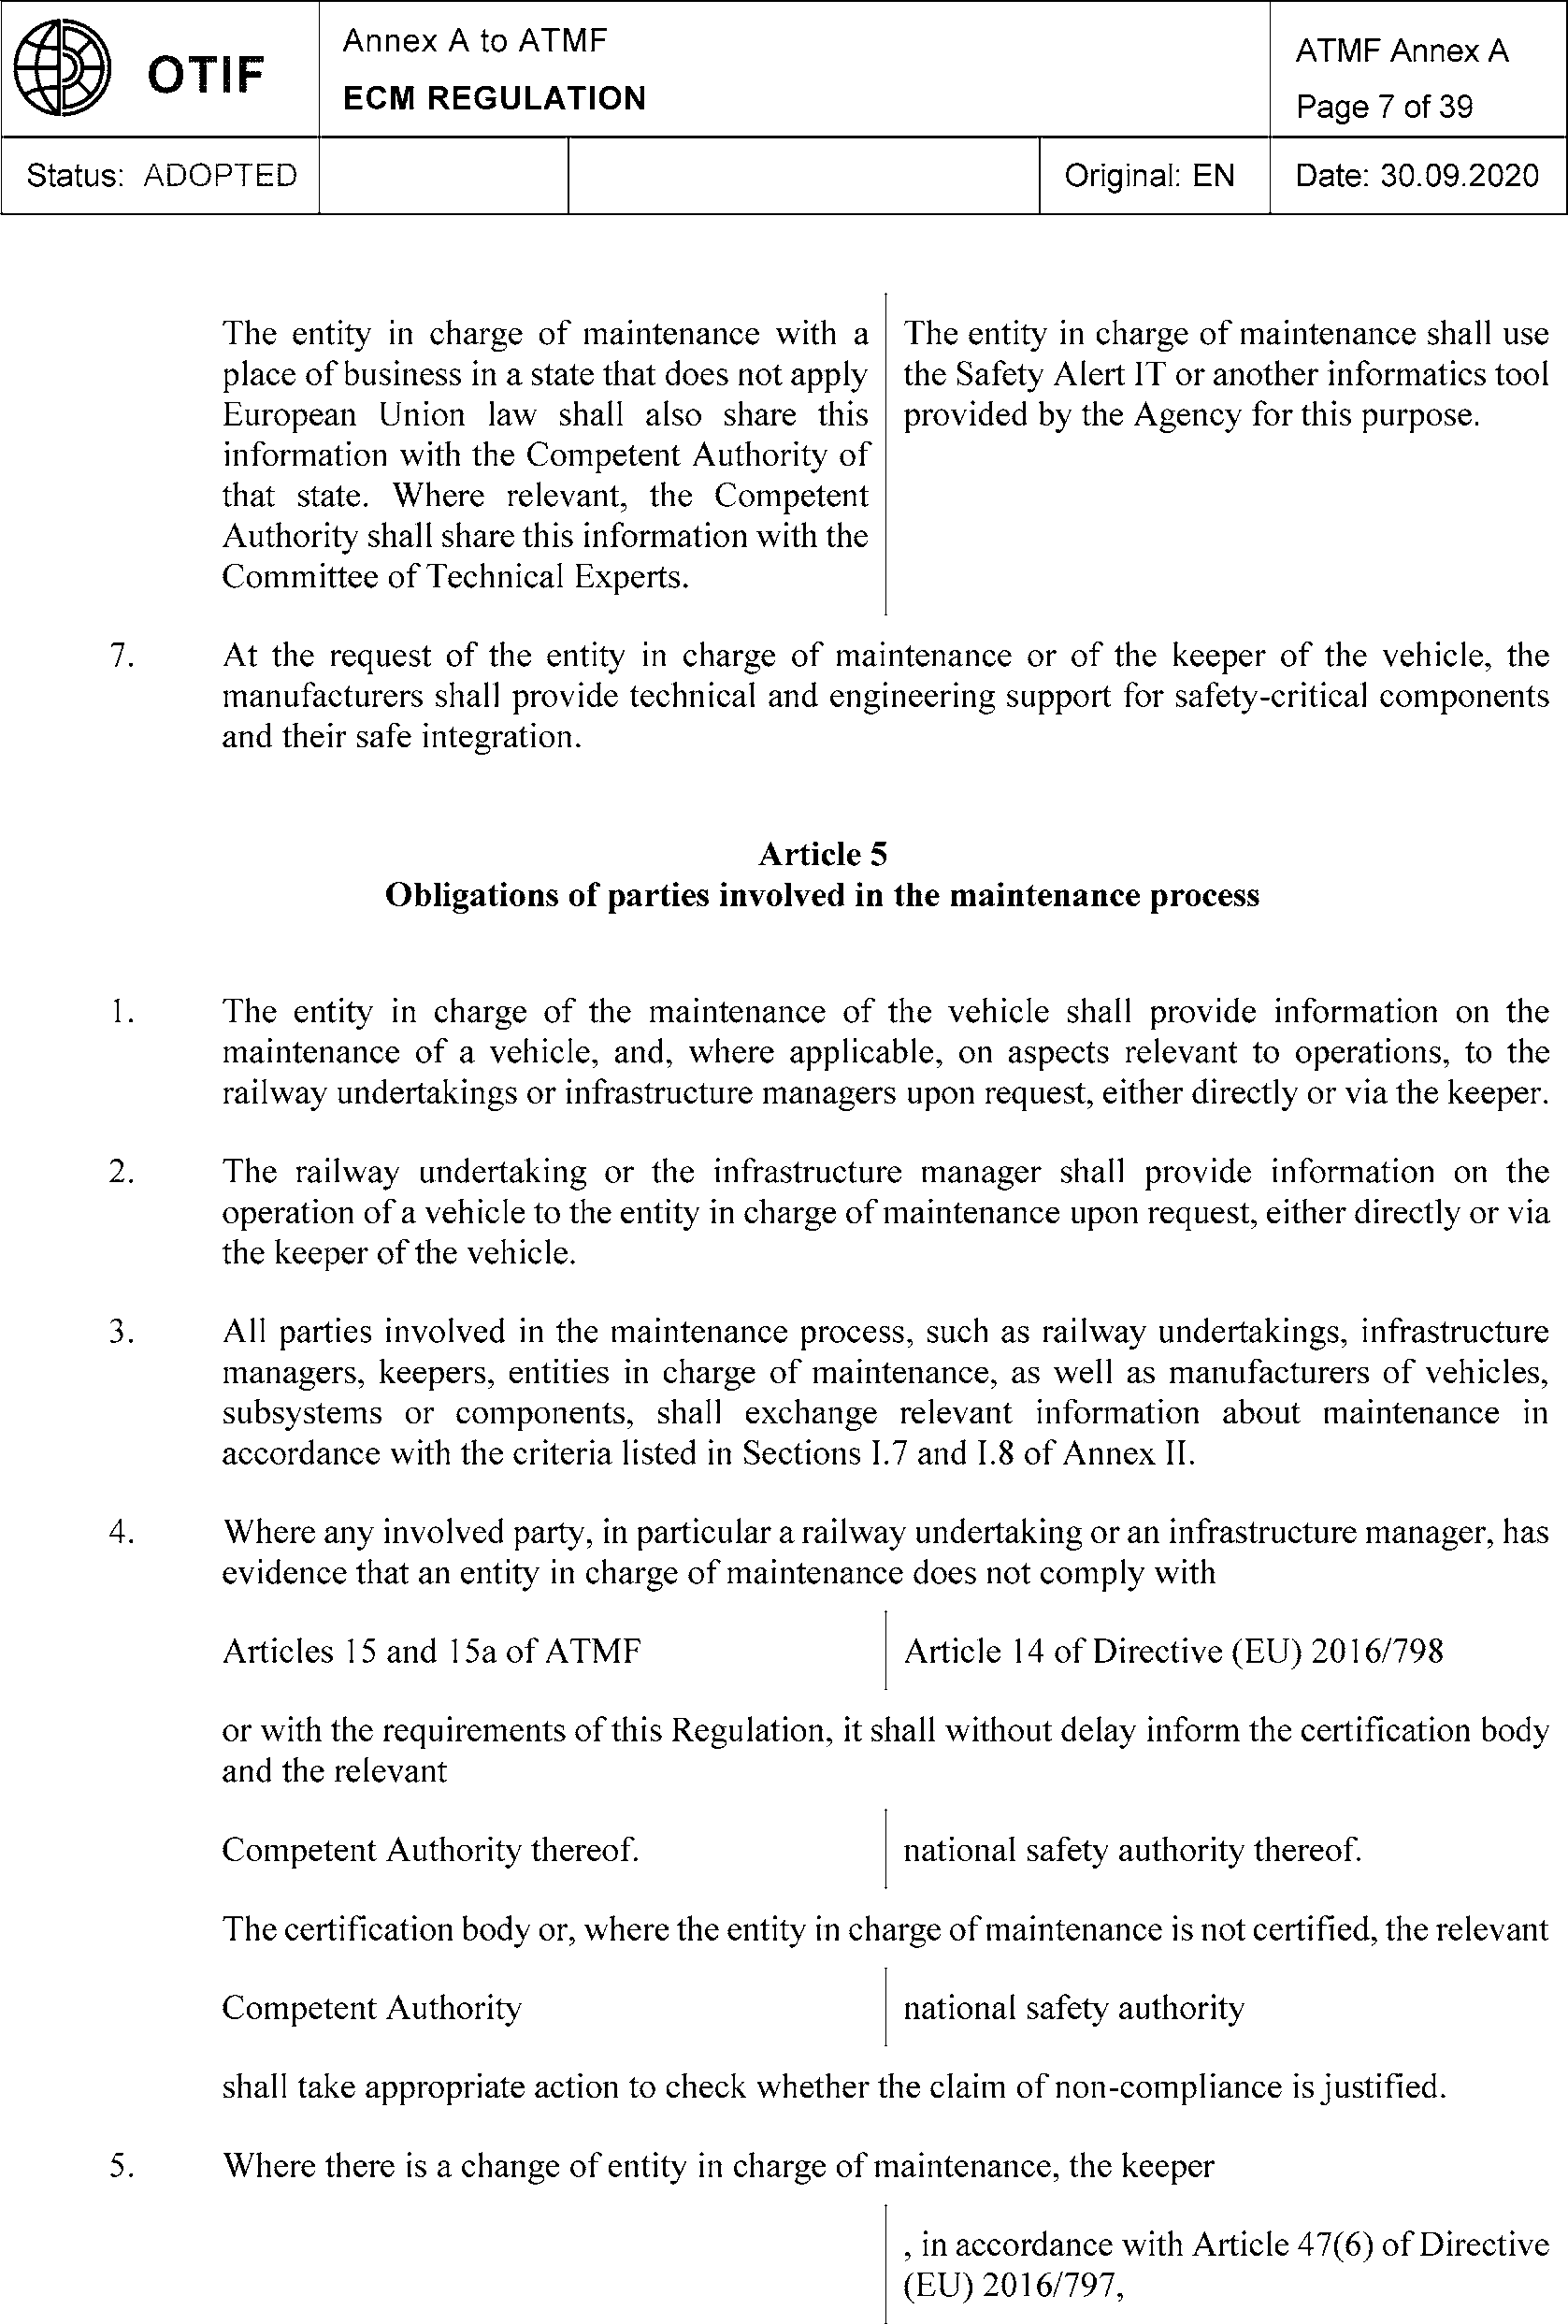 OTIF
Annex A to ATMF
ECM REGULATION
ATMF Annex A
Page 7 of 39
Status: ADOPTED
Original: EN
Date: 30.09.2020
The entity in charge of maintenance with a
place of business in a state that does not apply
European Union law shall also share this
information with the Competent Authority of
that state. Where relevant, the Competent
Authority shall share this information with the
Committee of Technical Experts.
The entity in charge of maintenance shall use
the Safety Alert IT or another informatics tool
provided by the Agency for this purpose.
7. At the request of the entity in charge of maintenance or of the keeper of the vehicle, the
manufacturers shall provide technical and engineering support for safety-critical components
and their safe integration.
Article 5
Obligations of parties involved in the maintenance process
1. The entity in charge of the maintenance of the vehicle shall provide information on the
maintenance of a vehicle, and, where applicable, on aspects relevant to operations, to the
railway undertakings or infrastructure managers upon request, either directly or via the keeper.
2. The railway undertaking or the infrastructure manager shall provide information on the
operation of a vehicle to the entity in charge of maintenance upon request, either directly or via
the keeper of the vehicle.
3. All parties involved in the maintenance process, such as railway undertakings, infrastructure
managers, keepers, entities in charge of maintenance, as well as manufacturers of vehicles,
subsystems or components, shall exchange relevant information about maintenance in
accordance with the criteria listed in Sections I.7 and I.8 of Annex II.
4. Where any involved party, in particular a railway undertaking or an infrastructure manager, has
evidence that an entity in charge of maintenance does not comply with
Articles 15 and 15a of ATMF
Article 14 of Directive (EU) 2016/798
or with the requirements of this Regulation, it shall without delay inform the certification body
and the relevant
Competent Authority thereof.
national safety authority thereof.
The certification body or, where the entity in charge of maintenance is not certified, the relevant
Competent Authority
national safety authority
shall take appropriate action to check whether the claim of non-compliance is justified.
5. Where there is a change of entity in charge of maintenance, the keeper
, in accordance with Article 47(6) of Directive
(EU) 2016/797,